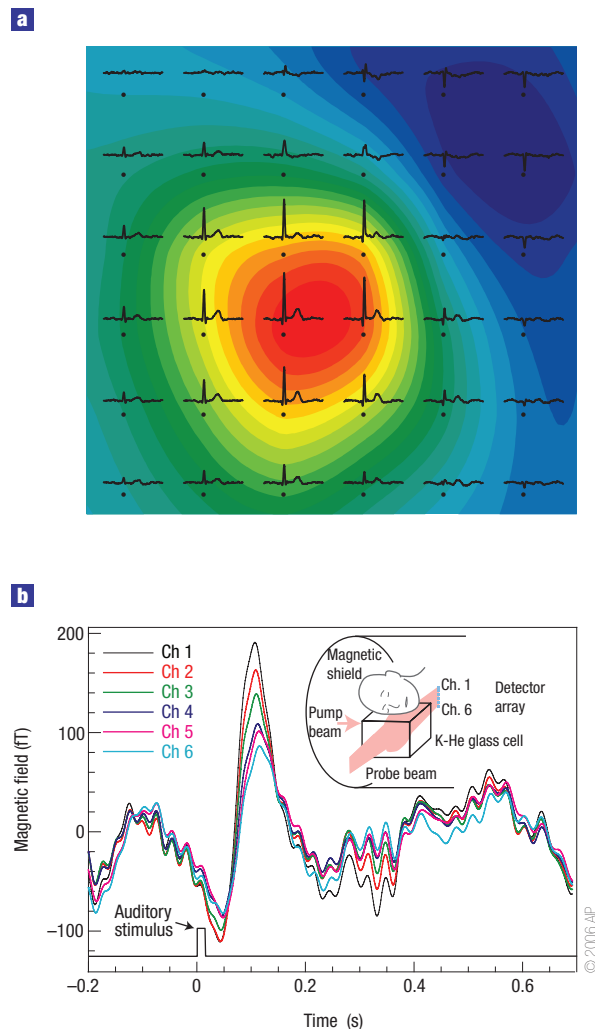 a
b
200
100
0
−100
Magnetic field (fT)
Ch 1
Ch 2
Ch 3
Ch 4
Ch 5
Ch 6
Magnetic
shield
Pump
beam
Ch. 1
Ch. 6
Detector
array
K-He glass cell
Probe beam
Auditory
stimulus
−0.2
0
0.2
0.4
0.6
Time (s)
© 2006 AIP